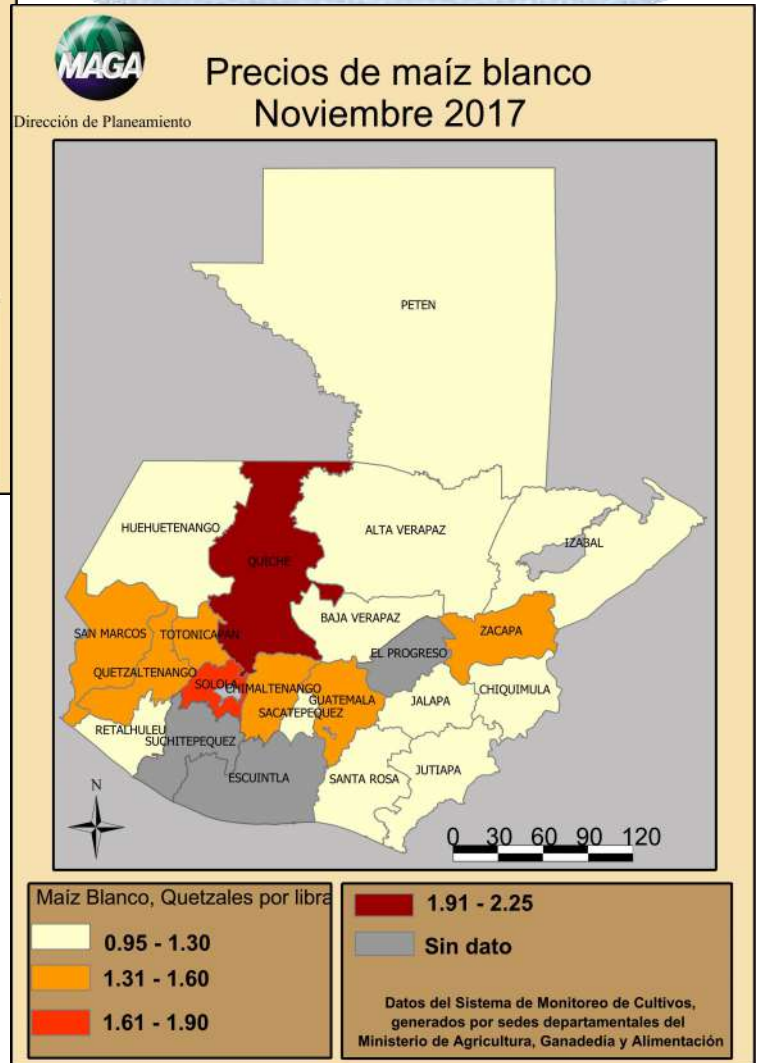 MAGA
Dirección de Planeamiento
Precios de maíz blanco
Noviembre 2017
PETEN
HUEHUETENANGO
ALTA VERAPAZ
IZABAL
QUICHE
BAJA VERAPAZ
SAN MARCOS
TOTONICAPAN
ZACAPA
EL PROGRESO
QUETZALTENANGO
SOLOLA
CHIMALTENANGO
GUATEMALA
CHIQUIMULA
JALAPA
SACATEPEQUEZ
RETALHULEU
SUCHITEPEQUEZ
ESCUINTLA
SANTA ROSA
JUTIAPA
N
0 30 60 90 120
Maíz Blanco, Quetzales por libra
0.95 - 1.30
1.31 - 1.60
1.61 - 1.90
1.91 - 2.25
Sin dato
Datos del Sistema de Monitoreo de Cultivos,
generados por sedes departamentales del
Ministerio de Agricultura, Ganadedía y Alimentación